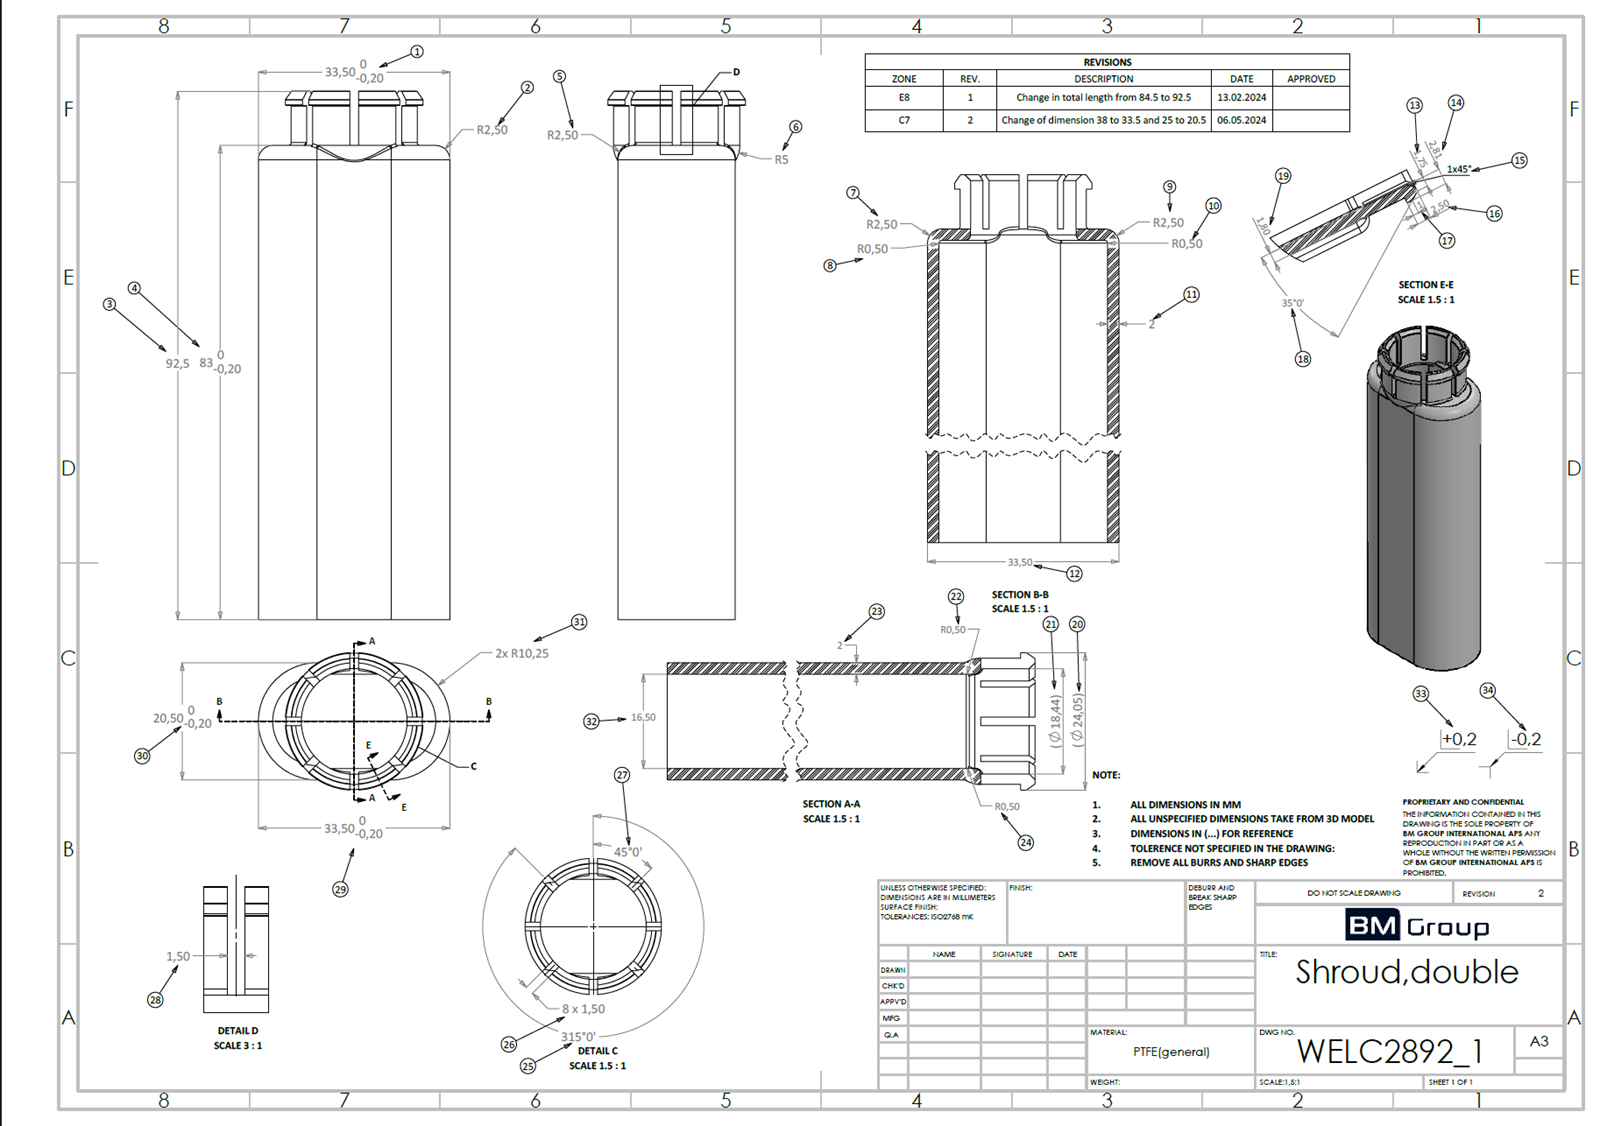 8 7 6 5 4 3 2 1
F F
E E
D D
C C
B B
A A
33,50 0 -0,20
1
R2,50
2
3
4
92,5
83 0 -0,20
5
R2,50
D
6
R5
REVISIONS
ZONE REV. DESCRIPTION DATE APPROVED
E8 1 Change in total length from 84.5 to 92.5 13.02.2024
C7 2 Change of dimension 38 to 33.5 and 25 to 20.5 06.05.2024
7
R2,50
R0,50
8
9
R2,50
10
R0,50
11
2
33,50
12
SECTION B-B
SCALE 1.5 : 1
13
14
2,81
1,75
1x45°
15
2,50
16
1
17
19
1,80
35°0'
18
SECTION E-E
SCALE 1.5 : 1
31
2x R10,25
A
B B
20,50 0 -0,20
30
E
C
A
E
33,50 0 -0,20
29
22
R0,50
23
2
21
20
(∅18,44)
(∅24,05)
32
16,50
R0,50
24
SECTION A-A
SCALE 1.5 : 1
33
34
+0,2
-0,2
27
45°0'
8 x 1,50
26
315°0'
25
DETAIL C
SCALE 1.5 : 1
1,50
28
DETAIL D
SCALE 3 : 1
NOTE:
1. ALL DIMENSIONS IN MM
2. ALL UNSPECIFIED DIMENSIONS TAKE FROM 3D MODEL
3. DIMENSIONS IN (...) FOR REFERENCE
4. TOLERENCE NOT SPECIFIED IN THE DRAWING:
5. REMOVE ALL BURRS AND SHARP EDGES
PROPRIETARY AND CONFIDENTIAL
THE INFORMATION CONTAINED IN THIS
DRAWING IS THE SOLE PROPERTY OF
BM GROUP INTERNATIONAL APS ANY
REPRODUCTION IN PART OR AS A
WHOLE WITHOUT THE WRITTEN PERMISSION
OF BM GROUP INTERNATIONAL APS IS
PROHIBITED.
UNLESS OTHERWISE SPECIFIED:
DIMENSIONS ARE IN MILLIMETERS
SURFACE FINISH:
TOLERANCES: ISO2768 mK
FINISH:
DEBURR AND
BREAK SHARP
EDGES
DO NOT SCALE DRAWING
REVISION 2
BM Group
NAME SIGNATURE DATE
DRAWN
CHK'D
APPV'D
MFG
Q.A
TITLE:
Shroud,double
MATERIAL:
PTFE(general)
WEIGHT:
DWG NO.
WELC2892_1
A3
SCALE:1,5:1
SHEET 1 OF 1
8 7 6 5 4 3 2 1